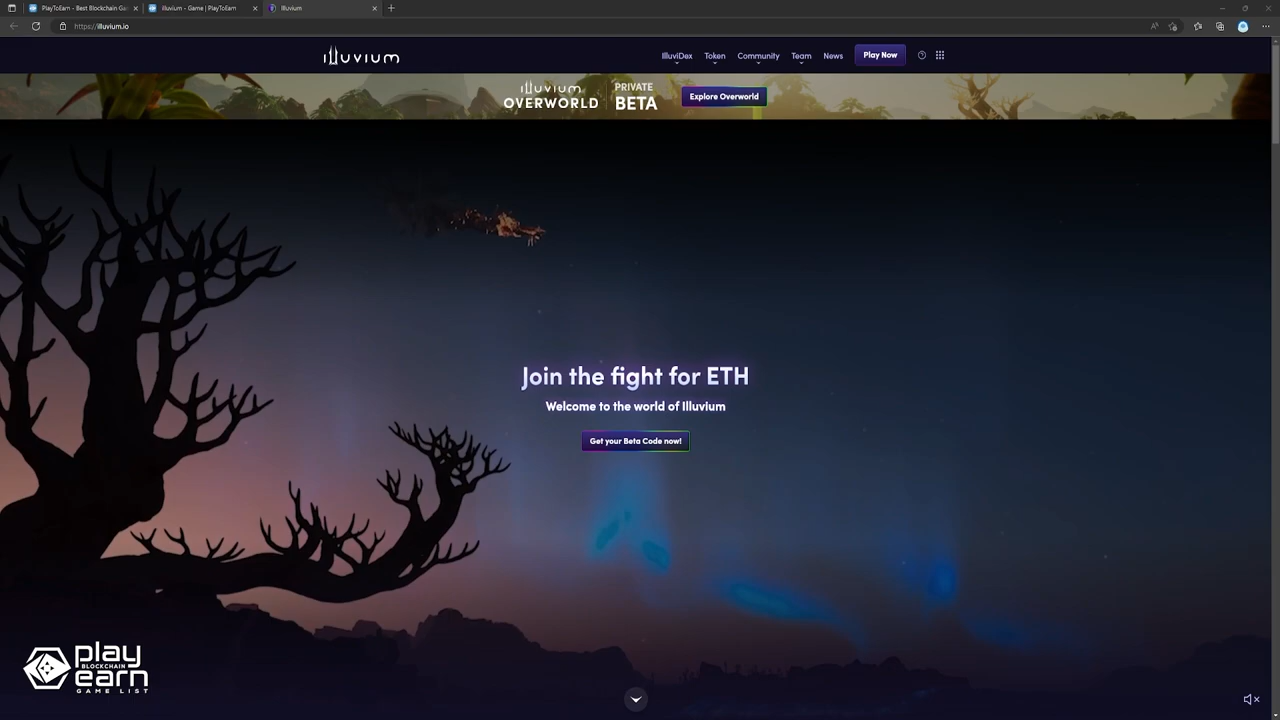 PlayToEarn - Best Blockchain Ga
Illuvium - Game | PlayToEarn
Illuvium
https://illuvium.io
illuvium
IlluviDex
Token
Community
Team
News
Play Now
illuvium
OVERWORLD
PRIVATE
BETA
Explore Overworld
Join the fight for ETH
Welcome to the world of Illuvium
Get your Beta Code now!
play
BLOCKCHAIN
earn
GAME LIST